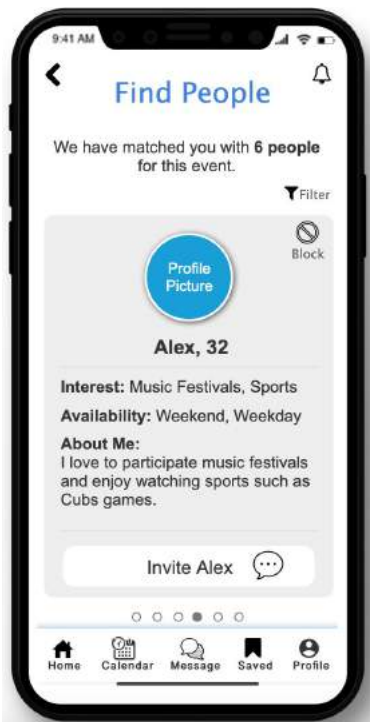 9:41 AM
Find People
We have matched you with 6 people
for this event.
Filter
Block
Profile
Picture
Alex, 32
Interest: Music Festivals, Sports
Availability: Weekend, Weekday
About Me:
I love to participate music festivals
and enjoy watching sports such as
Cubs games.
Invite Alex
Home Calendar Message Saved Profile